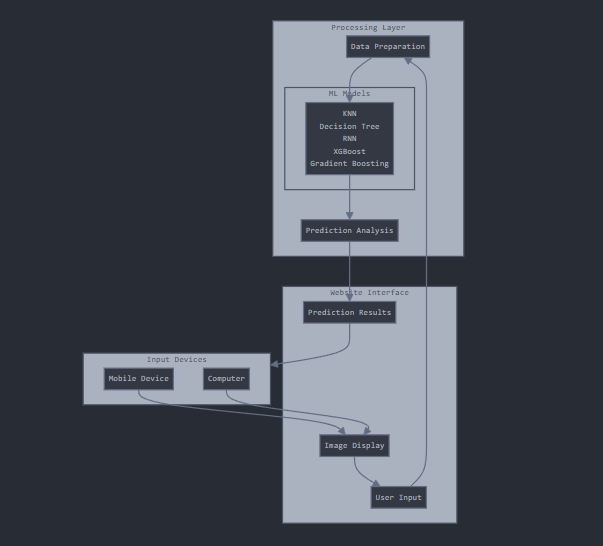 Processing Layer
Data Preparation
ML Models
KNN
Decision Tree
RNN
XGBoost
Gradient Boosting
Prediction Analysis
Website Interface
Prediction Results
Input Devices
Mobile Device
Computer
Image Display
User Input